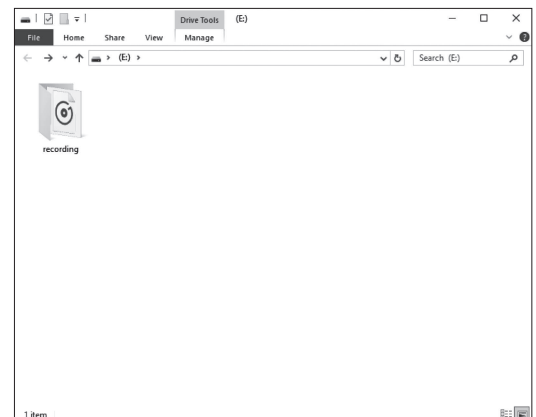 Drive Tools (E:)
File Home Share View Manage
(E:)
Search (E:)
recording
1 item